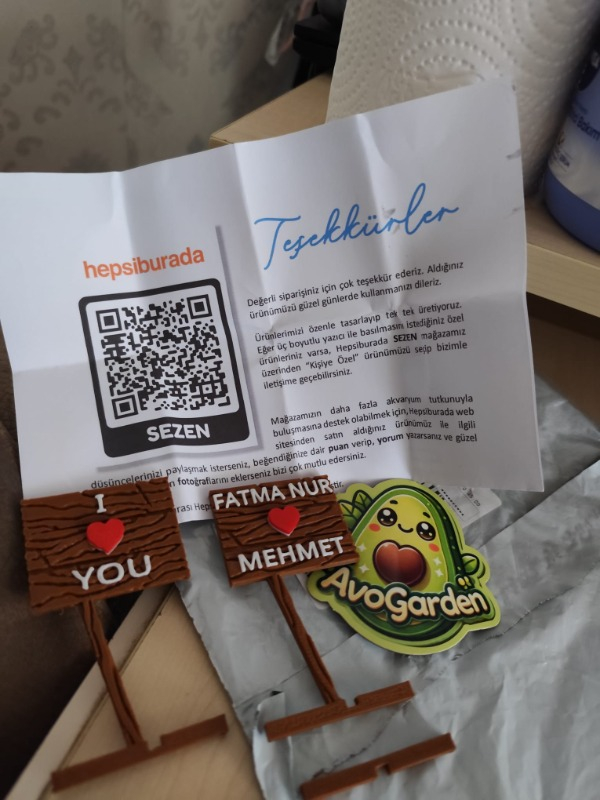 Teşekkürler
hepsiburada
Değerli siparişiniz için çok teşekkür ederiz. Aldığınız
ürünümüzü güzel günlerde kullanmanızı dileriz.
Ürünlerimizi özenle tasarlayıp tek tek üretiyoruz.
Eğer üç boyutlu yazıcı ile basılmasını istediğiniz özel
ürünleriniz varsa, Hepsiburada SEZEN mağazamız
üzerinden "Kişiye Özel" ürünümüzü seçip bizimle
iletişime geçebilirsiniz.
SEZEN
Mağazamızın daha fazla akvaryum tutkunuyla
buluşmasına destek olabilmek için, Hepsiburada web
sitesinden satın aldığınız ürünümüz ile ilgili
düşüncelerinizi paylaşmak isterseniz, beğendiğinize dair puan verip, yorum yazarsanız ve güzel
fotoğraflarını eklerseniz bizi çok mutlu edersiniz.
I
YOU
FATMA NUR
MEHMET
AvoGarden